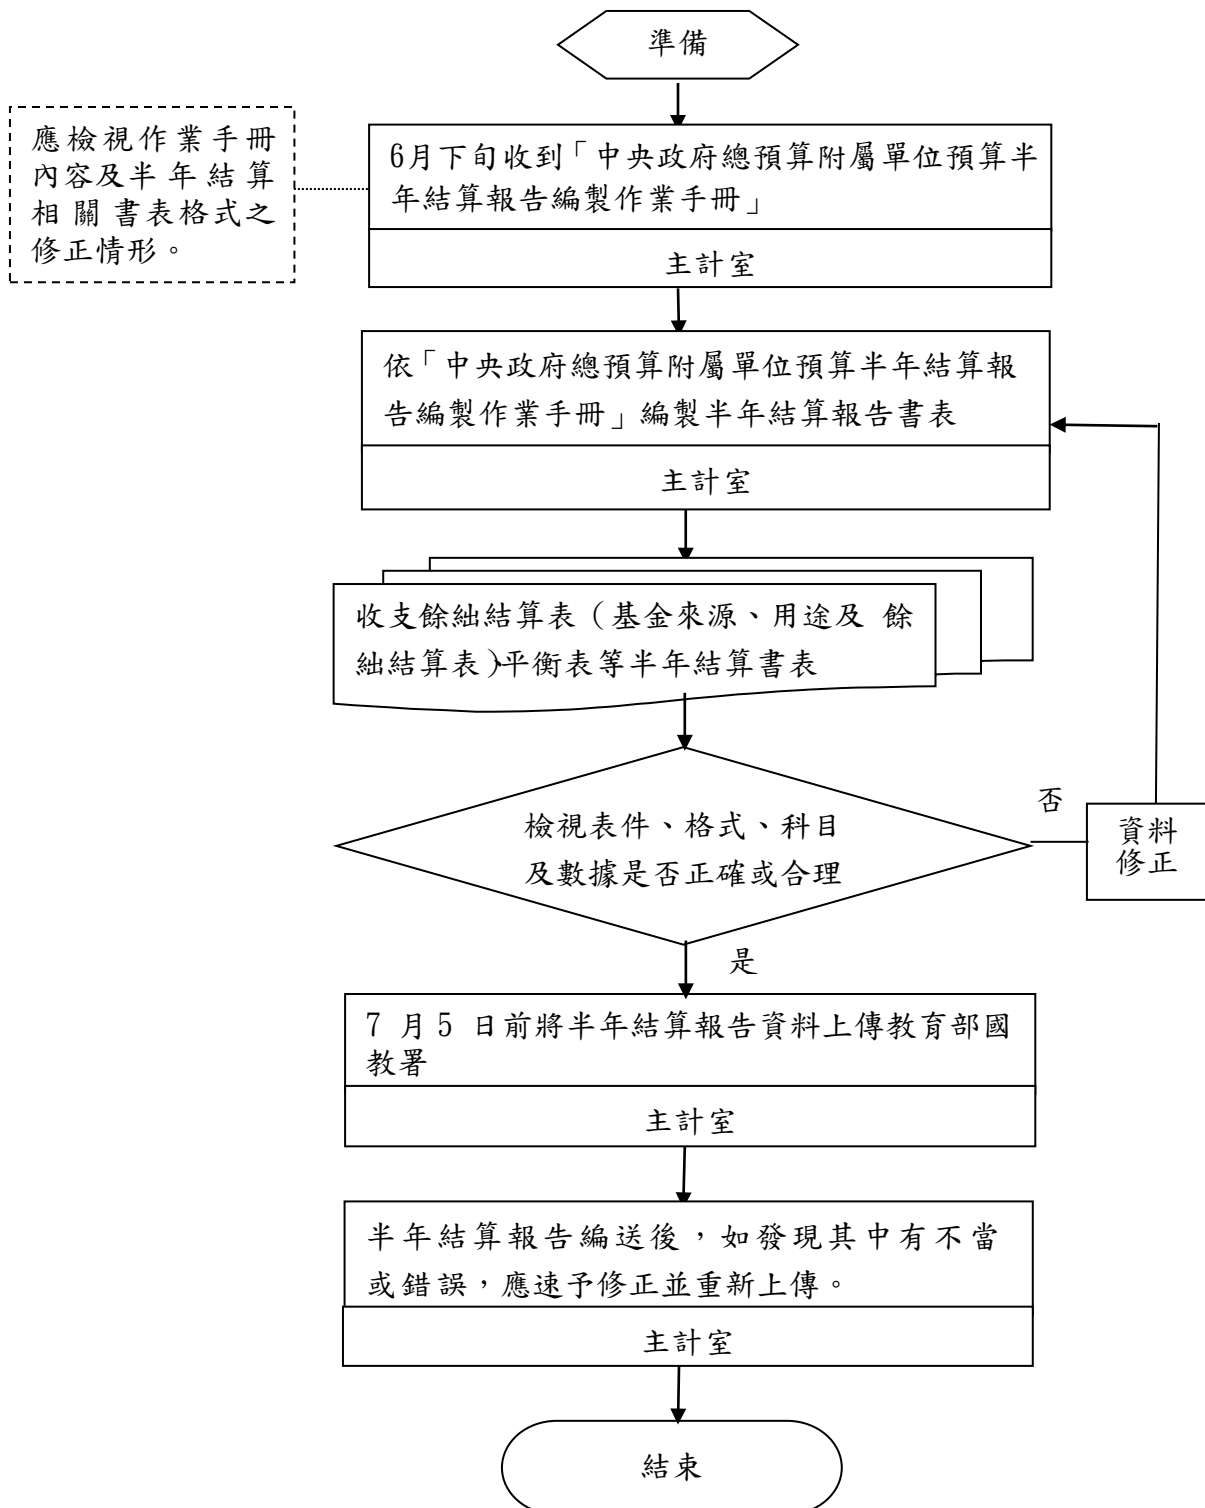 準備
應檢視作業手冊
內容及半年結算
相關書表格式之
修正情形。
6月下旬收到「中央政府總預算附屬單位預算半
年結算報告編製作業手冊」
主計室
依「中央政府總預算附屬單位預算半年結算報
告編製作業手冊」編製半年結算報告書表
主計室
收支餘絀結算表（基金來源、用途及 餘
絀結算表）、平衡表等半年結算書表
檢視表件、格式、科目
及數據是否正確或合理
否
資料
修正
是
7 月 5 日前將半年結算報告資料上傳教育部國
教署
主計室
半年結算報告編送後，如發現其中有不當
或錯誤，應速予修正並重新上傳。
主計室
結束